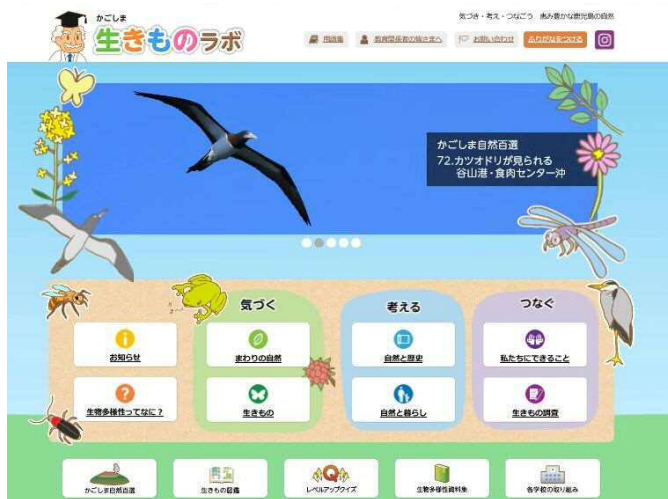 かごしま
生きものラボ
気づき・考え・つなごう 恵み豊かな鹿児島の自然
用語集
教育関係者の皆さまへ
お問い合わせ
ふりがなをつける
かごしま自然百選
72.カツオドリが見られる
谷山港・食肉センター沖
気づく
考える
つなぐ
お知らせ
まわりの自然
自然と歴史
私たちにできること
生物多様性ってなに？
生きもの
自然と暮らし
生きもの調査
かごしま自然百選
生きもの図鑑
レベルアップクイズ
生物多様性資料集
各学校の取り組み